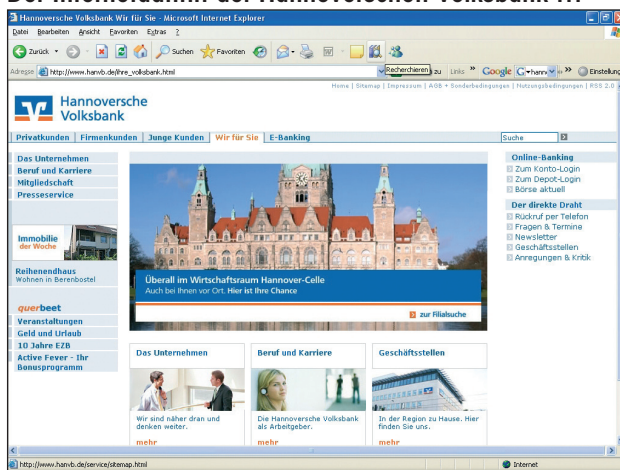 Hannoversche Volksbank Wir für Sie - Microsoft Internet Explorer
Datei Bearbeiten Ansicht Favoriten Extras ?
Zurück Suchen Favoriten
Adresse http://www.hanvb.de/ihre_volksbank.html Recherchieren zu Links » Google hann » Einstellung
Home | Sitemap | Impressum | AGB + Sonderbedingungen | Nutzungsbedingungen | RSS 2.0
Hannoversche
Volksbank
Privatkunden | Firmenkunden | Junge Kunden | Wir für Sie | E-Banking Suche
Das Unternehmen
Beruf und Karriere
Mitgliedschaft
Presseservice
Immobilie
der Woche
Reihenendhaus
Wohnen in Berenbostel
querbeet
Veranstaltungen
Geld und Urlaub
10 Jahre EZB
Active Fever - Ihr
Bonusprogramm
Überall im Wirtschaftsraum Hannover-Celle
Auch bei Ihnen vor Ort. Hier ist Ihre Chance
zur Filialsuche
Das Unternehmen
Wir sind näher dran und
denken weiter.
mehr
Beruf und Karriere
Die Hannoversche Volksbank
als Arbeitgeber.
mehr
Geschäftsstellen
In der Region zu Hause. Hier
finden Sie uns.
mehr
Online-Banking
Zum Konto-Login
Zum Depot-Login
Börse aktuell
Der direkte Draht
Rückruf per Telefon
Fragen & Termine
Newsletter
Geschäftsstellen
Anregungen & Kritik
http://www.hanvb.de/service/sitemap.html Internet